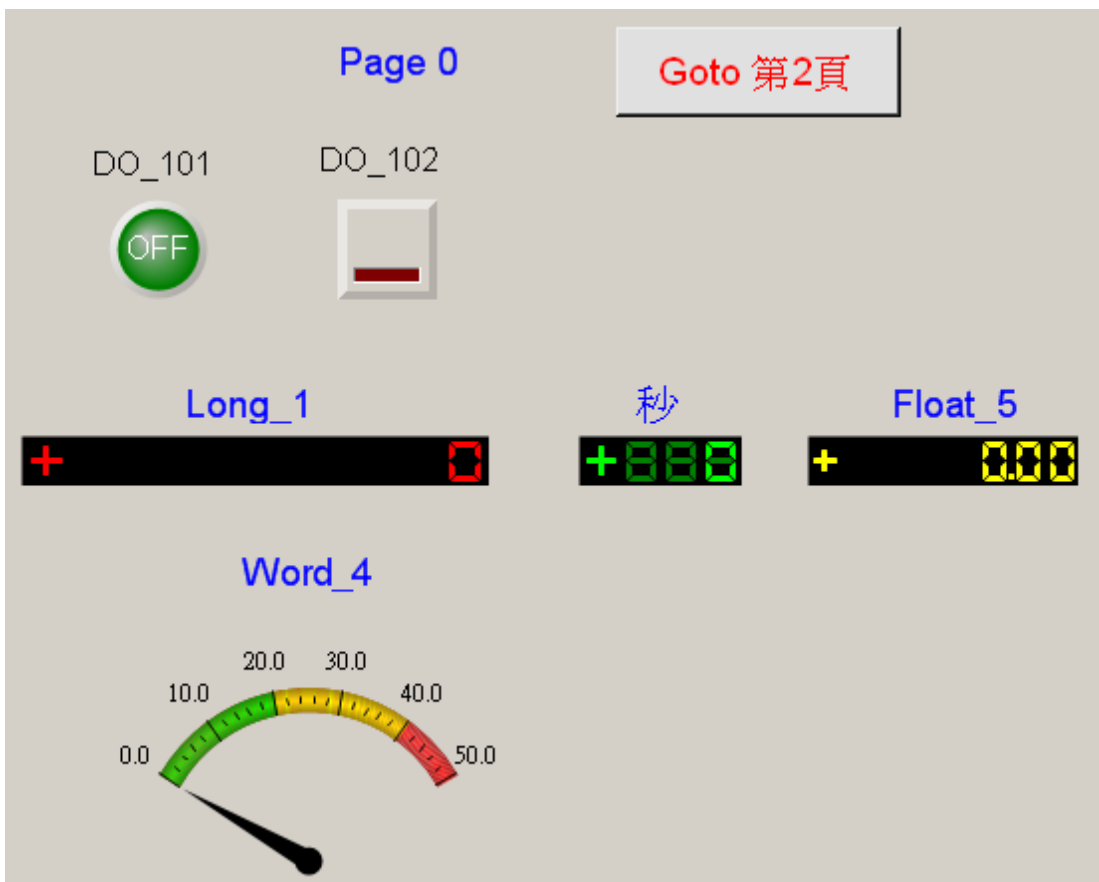 Page 0
Goto 第2頁
DO_101
DO_102
OFF
Long_1
秒
Float_5
+ 0
+
+ 0.00
Word_4
20.0
30.0
10.0
40.0
0.0
50.0